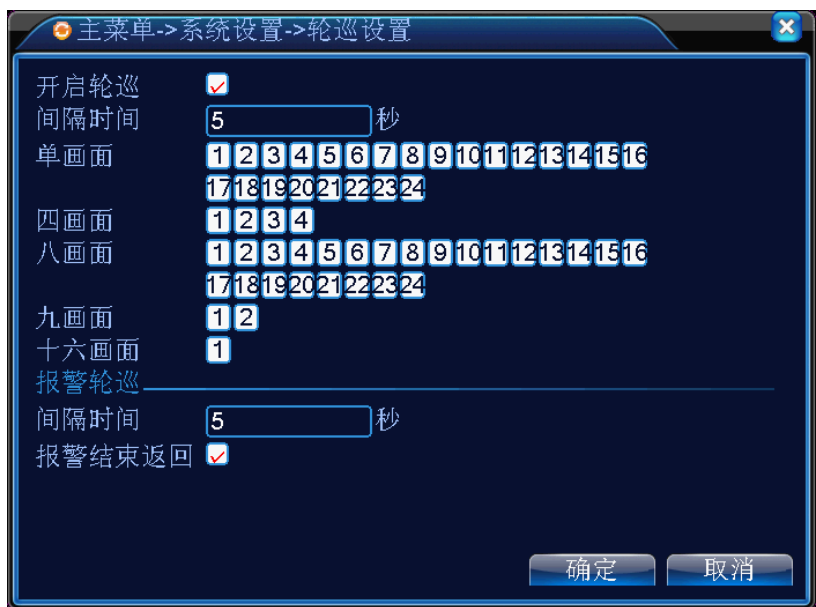 主菜单->系统设置->轮巡设置
开启轮巡
间隔时间 5 秒
单画面 1 2 3 4 5 6 7 8 9 10 11 12 13 14 15 16
17 18 19 20 21 22 23 24
四画面 1 2 3 4
八画面 1 2 3 4 5 6 7 8 9 10 11 12 13 14 15 16
17 18 19 20 21 22 23 24
九画面 1 2
十六画面 1
报警轮巡
间隔时间 5 秒
报警结束返回
确定 取消